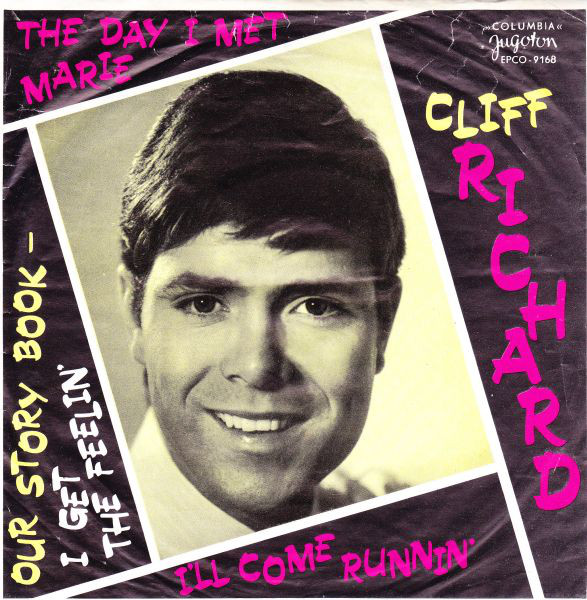 THE DAY I MET
MARIE
»COLUMBIA«
Jugoton
EPCO-9168
CLIFF
RICHARD
OUR STORY BOOK –
I GET
THE FEELIN'
I'LL COME RUNNIN'